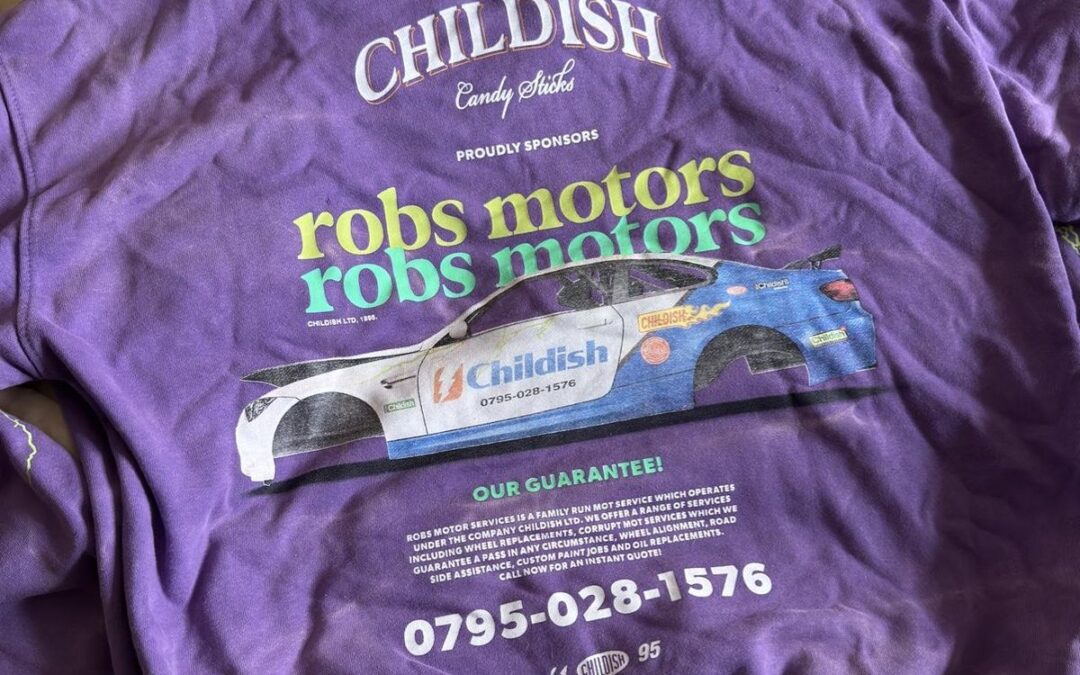 CHILDISH
Candy Sticks
PROUDLY SPONSORS
robs motors
robs motors
CHILDISH LTD. 1995.
Childish
CHILDISH
Childish
Childish
Childish
0795-028-1576
OUR GUARANTEE!
ROBS MOTOR SERVICES IS A FAMILY RUN MOT SERVICE WHICH OPERATES
UNDER THE COMPANY CHILDISH LTD. WE OFFER A RANGE OF SERVICES
INCLUDING WHEEL REPLACEMENTS, CORRUPT MOT SERVICES WHICH WE
GUARANTEE A PASS IN ANY CIRCUMSTANCE, WHEEL ALIGNMENT, ROAD
SIDE ASSISTANCE, CUSTOM PAINT JOBS AND OIL REPLACEMENTS.
CALL NOW FOR AN INSTANT QUOTE!
0795-028-1576
CHILDISH 95